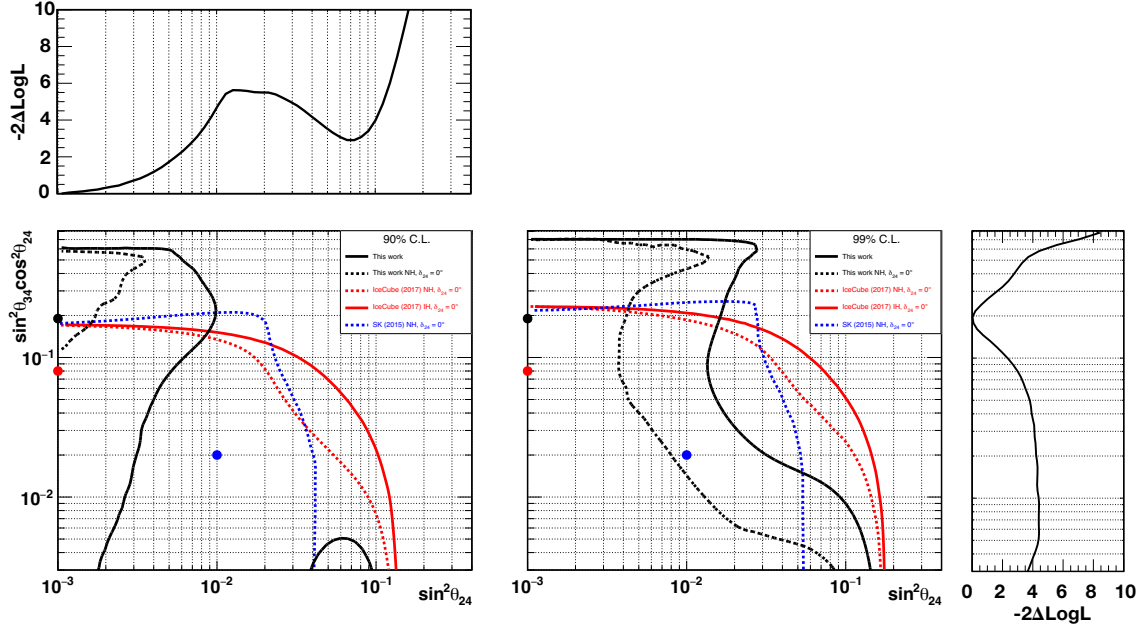 10
8
6
4
2
0
-2ΔLogL
90% C.L.
This work
This work NH, δ₂₄ = 0°
IceCube (2017) NH, δ₂₄ = 0°
IceCube (2017) IH, δ₂₄ = 0°
SK (2015) NH, δ₂₄ = 0°
sin²θ₃₄cos²θ₂₄
10⁻¹
10⁻²
10⁻³
10⁻²
10⁻¹
sin²θ₂₄
99% C.L.
This work
This work NH, δ₂₄ = 0°
IceCube (2017) NH, δ₂₄ = 0°
IceCube (2017) IH, δ₂₄ = 0°
SK (2015) NH, δ₂₄ = 0°
10⁻³
10⁻²
10⁻¹
sin²θ₂₄
0 2 4 6 8 10
-2ΔLogL